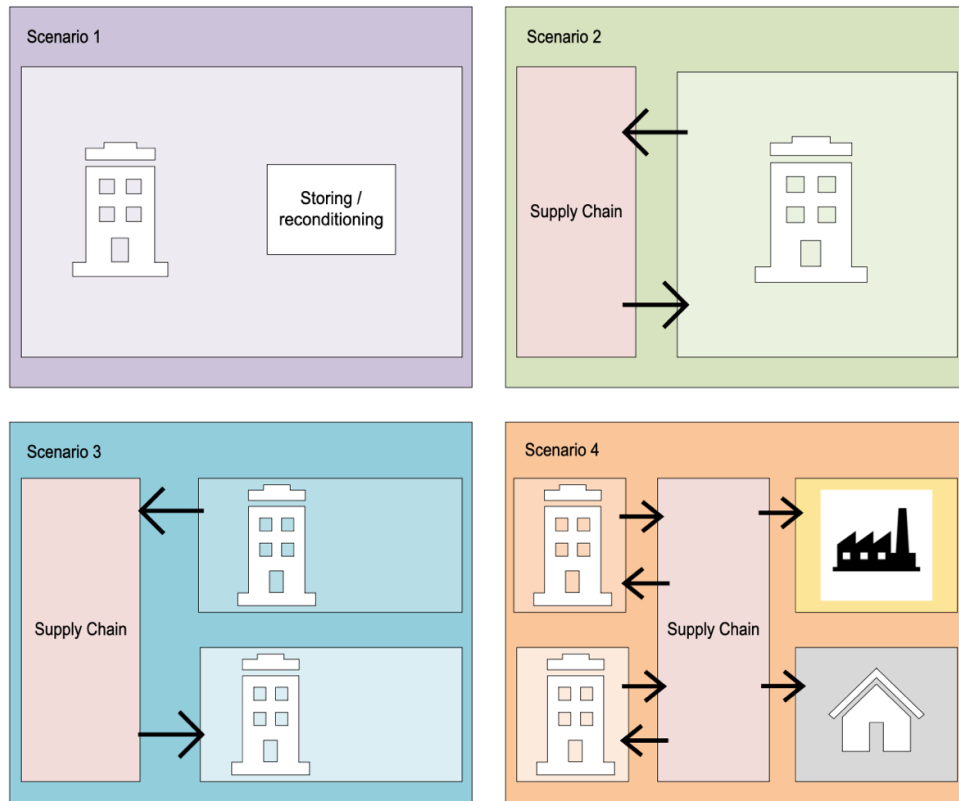 Scenario 1
Storing /
reconditioning
Scenario 2
Supply Chain
Scenario 3
Supply Chain
Scenario 4
Supply Chain